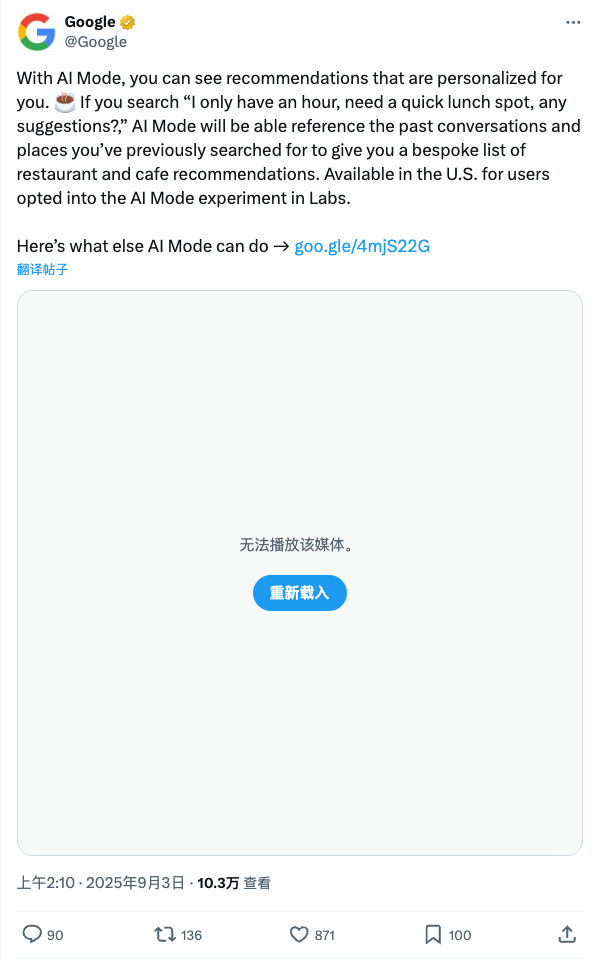 Google
@Google
With AI Mode, you can see recommendations that are personalized for
you. ☕ If you search “I only have an hour, need a quick lunch spot, any
suggestions?,” AI Mode will be able reference the past conversations and
places you’ve previously searched for to give you a bespoke list of
restaurant and cafe recommendations. Available in the U.S. for users
opted into the AI Mode experiment in Labs.
Here’s what else AI Mode can do → goo.gle/4mjS22G
翻译帖子
无法播放该媒体。
重新载入
上午2:10 · 2025年9月3日 · 10.3万 查看
90 136 871 100